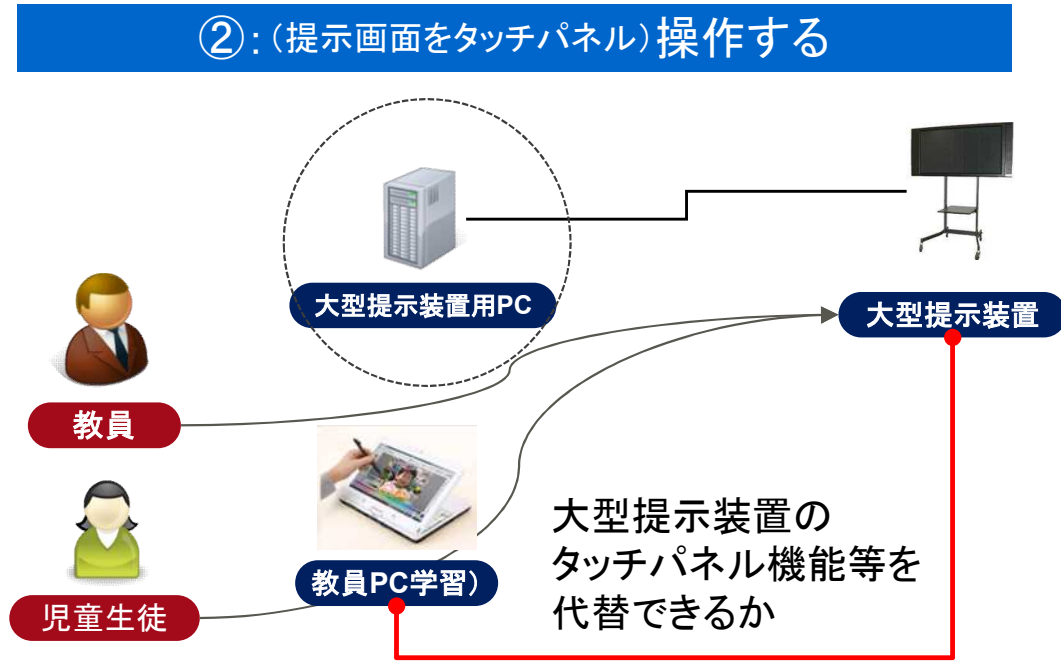 ②:(提示画面をタッチパネル)操作する
大型提示装置用PC
大型提示装置
教員
教員PC学習)
児童生徒
大型提示装置の
タッチパネル機能等を
代替できるか